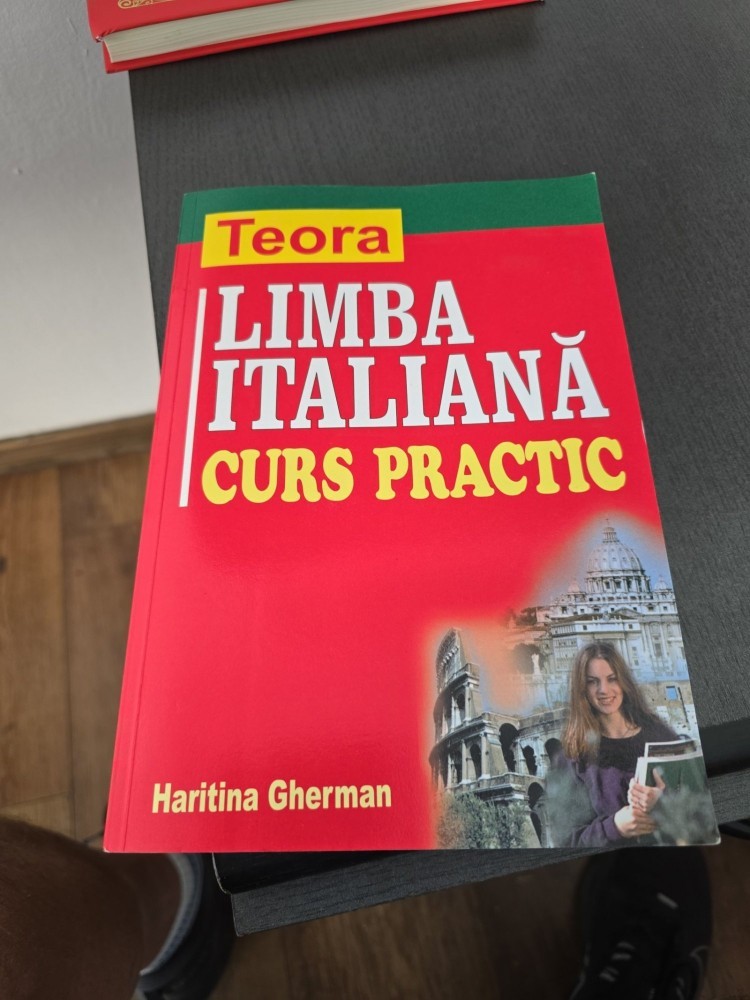 Teora
LIMBA
ITALIANĂ
CURS PRACTIC
Haritina Gherman